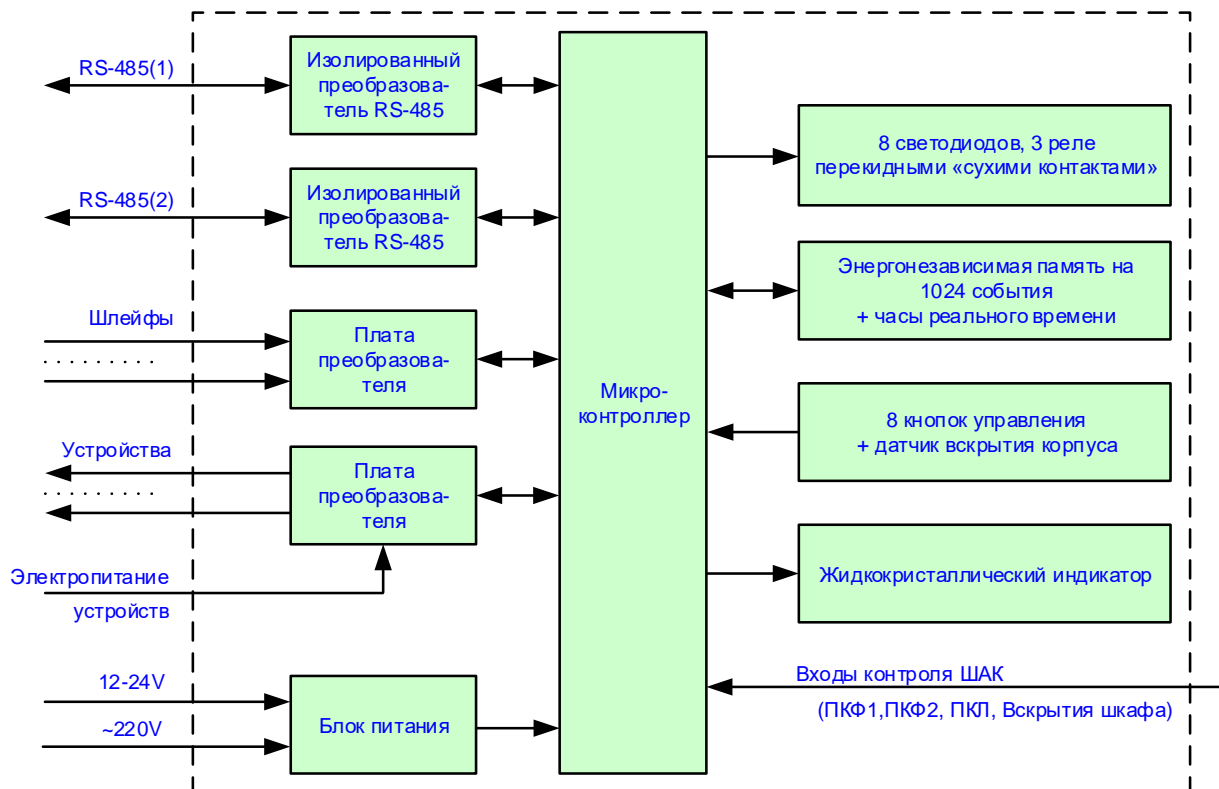 RS-485(1)
Изолированный
преобразова-
тель RS-485
RS-485(2)
Изолированный
преобразова-
тель RS-485
Шлейфы
Плата
преобразова-
теля
Устройства
Плата
преобразова-
теля
Электропитание
устройств
12-24V
~220V
Блок питания
Микро-
контроллер
8 светодиодов, 3 реле
перекидными «сухими контактами»
Энергонезависимая память на
1024 события
+ часы реального времени
8 кнопок управления
+ датчик вскрытия корпуса
Жидкокристаллический индикатор
Входы контроля ШАК
(ПКФ1,ПКФ2, ПКЛ, Вскрытия шкафа)